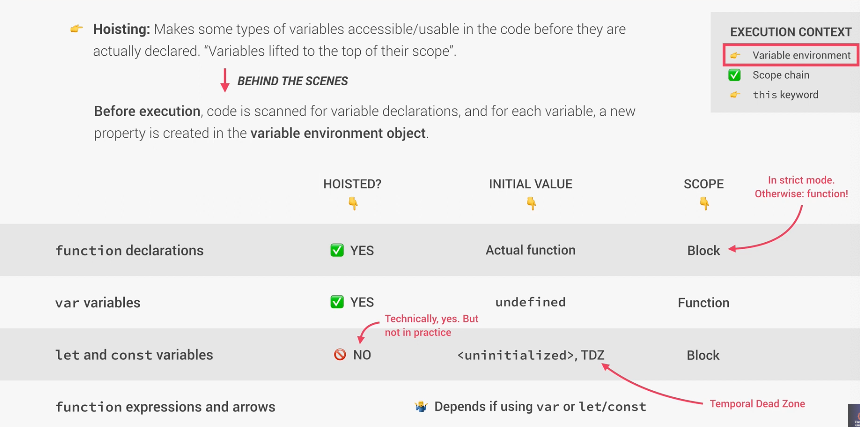 Hoisting: Makes some types of variables accessible/usable in the code before they are
actually declared. “Variables lifted to the top of their scope”.
BEHIND THE SCENES
Before execution, code is scanned for variable declarations, and for each variable, a new
property is created in the variable environment object.
EXECUTION CONTEXT
Variable environment
Scope chain
this keyword
HOISTED?
INITIAL VALUE
SCOPE
In strict mode.
Otherwise: function!
function declarations
YES
Actual function
Block
var variables
YES
undefined
Function
Technically, yes. But
not in practice
let and const variables
NO
<uninitialized>, TDZ
Block
Temporal Dead Zone
function expressions and arrows
Depends if using var or let/const